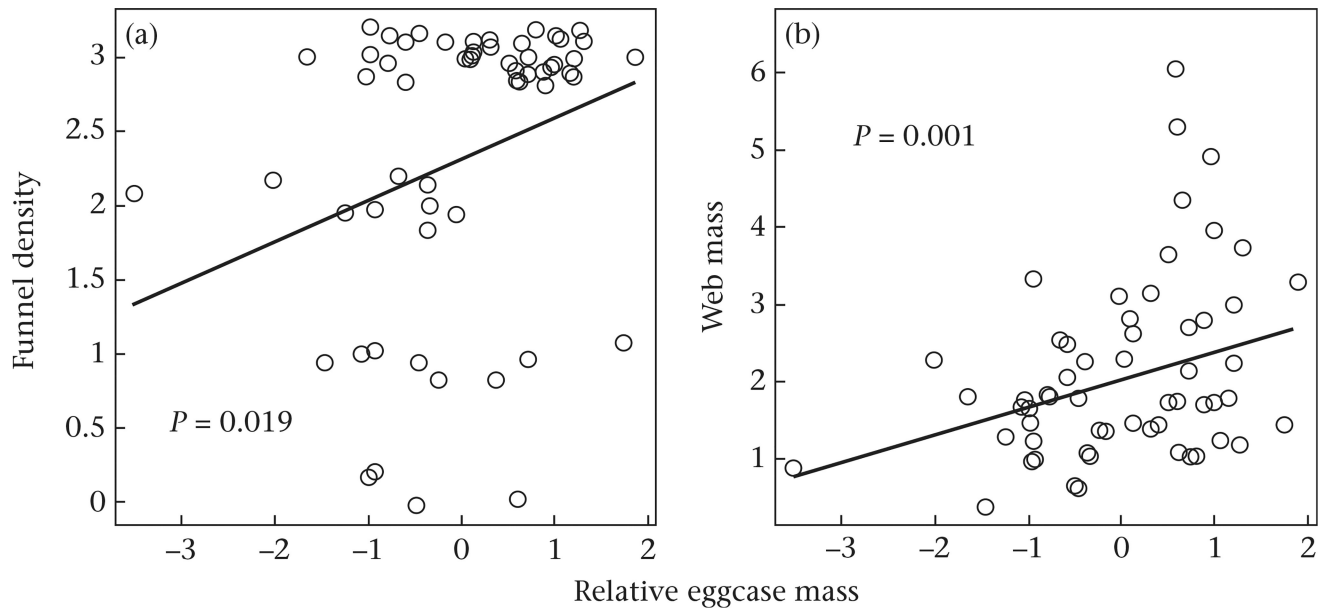 (a)
3
2.5
2
1.5
1
0.5
0
Funnel density
P = 0.019
–3 –2 –1 0 1 2
(b)
6
5
4
3
2
1
Web mass
P = 0.001
–3 –2 –1 0 1 2
Relative eggcase mass